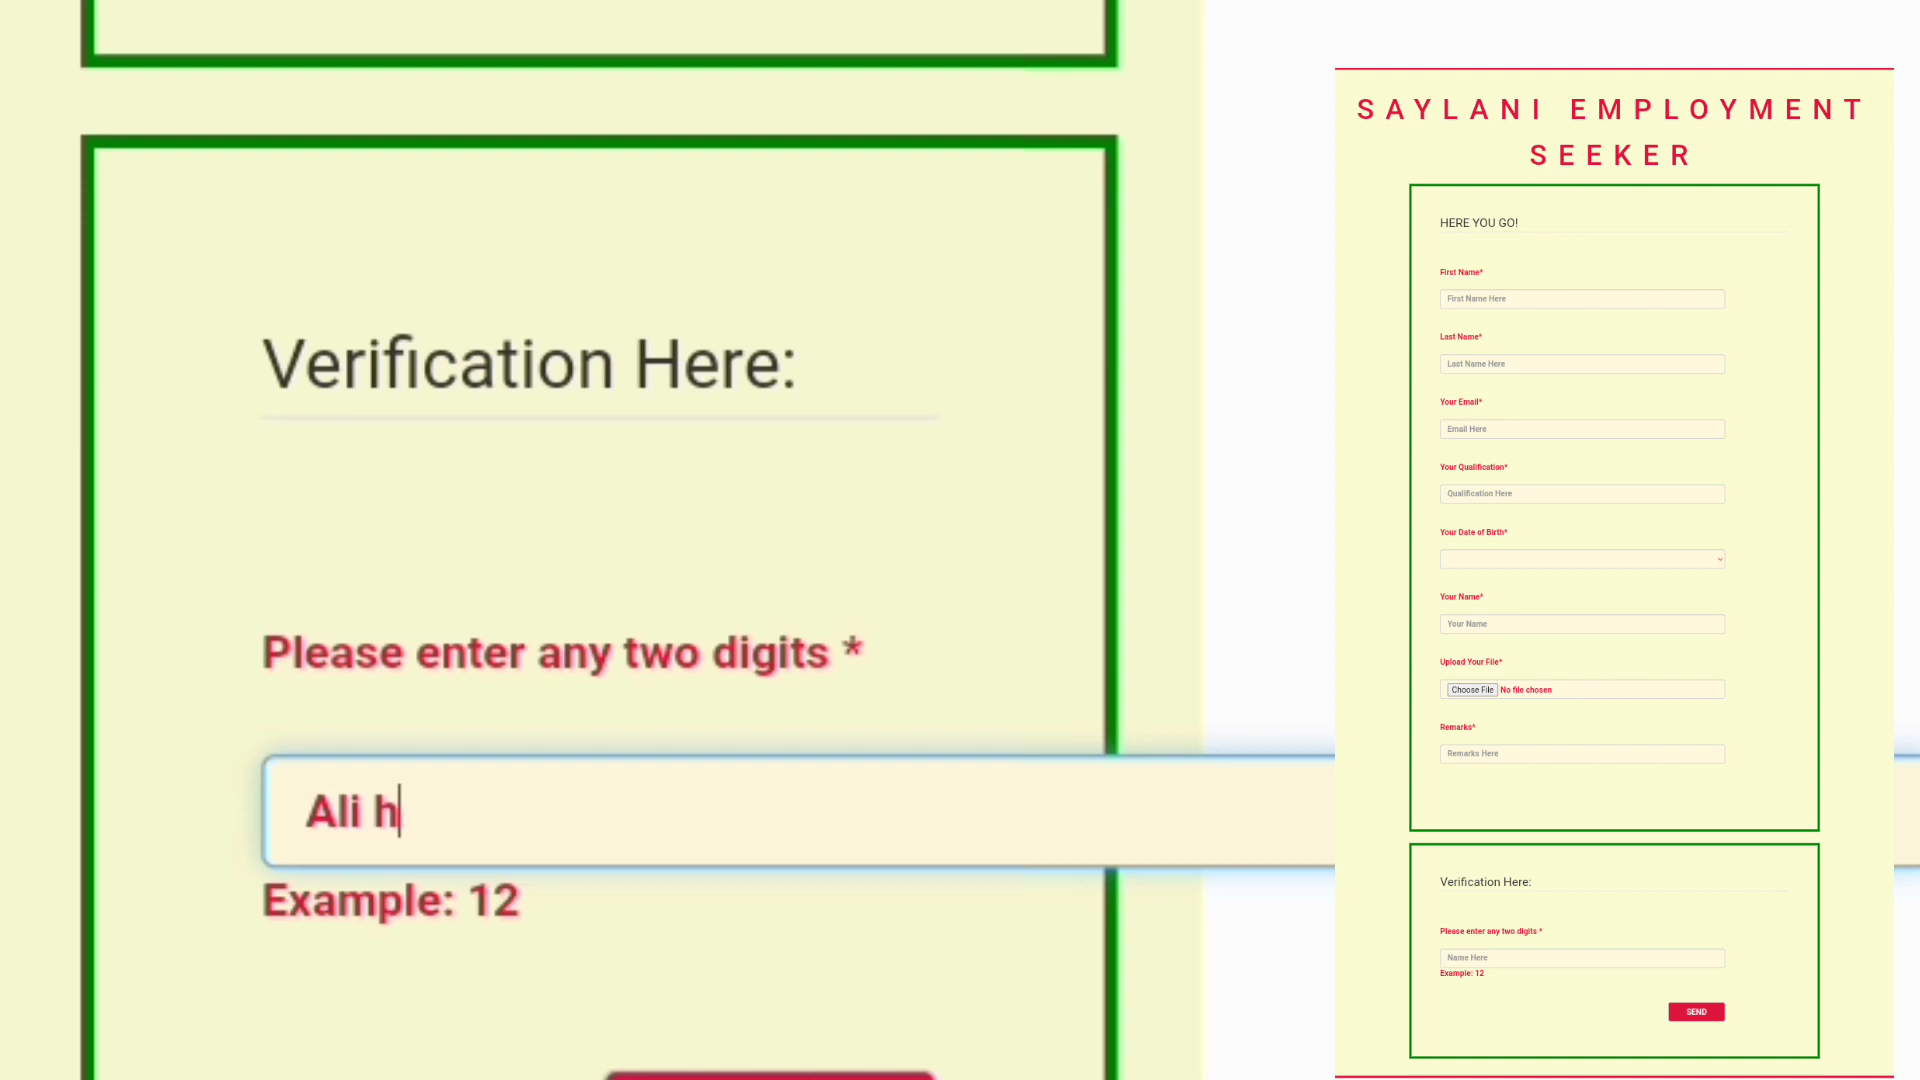 Verification Here:
Please enter any two digits *
Ali h
Example: 12
SAYLANI EMPLOYMENT
SEEKER
HERE YOU GO!
First Name*
First Name Here
Last Name*
Last Name Here
Your Email*
Email Here
Your Qualification*
Qualification Here
Your Date of Birth*
Your Name*
Your Name
Upload Your File*
Choose File No file chosen
Remarks*
Remarks Here
Verification Here:
Please enter any two digits *
Name Here
Example: 12
SEND